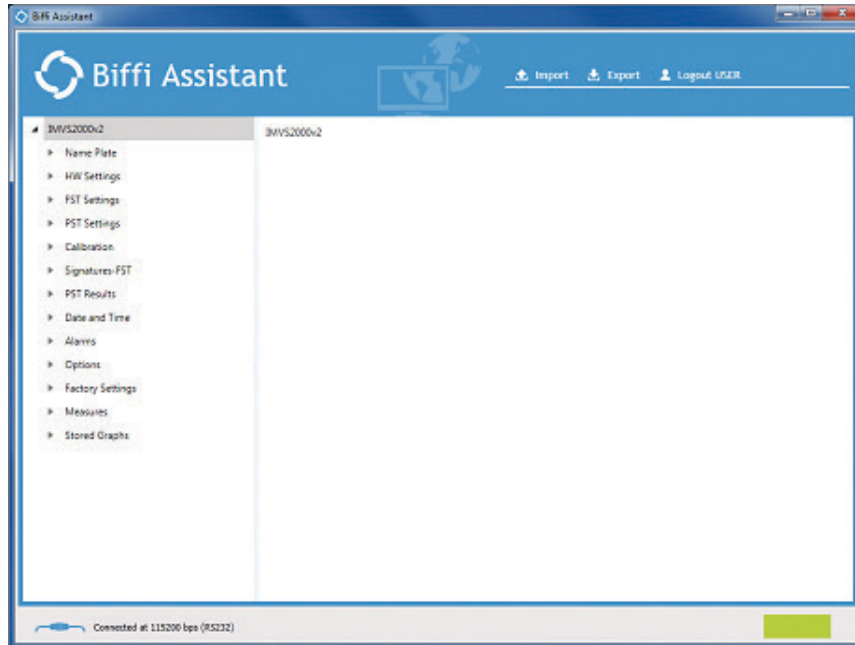 Biffi Assistant
Biffi Assistant
Import Export Logout USER
IMVS2000v2
IMVS2000v2
Name Plate
HW Settings
FST Settings
PST Settings
Calibration
Signatures-FST
PST Results
Date and Time
Alarms
Options
Factory Settings
Measures
Stored Graphs
Connected at 115200 bps (RS232)